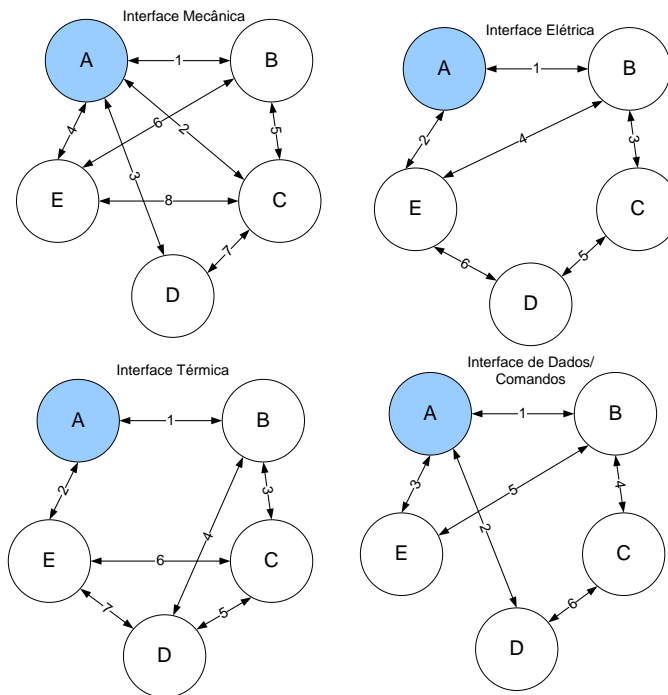 Interface Mecânica
A
1
B
4
6
2
5
3
E
8
C
7
D
Interface Elétrica
A
1
B
2
4
3
E
C
6
5
D
Interface Térmica
A
1
B
2
4
3
E
6
C
7
5
D
Interface de Dados/
Comandos
A
1
B
3
5
4
2
E
C
6
D